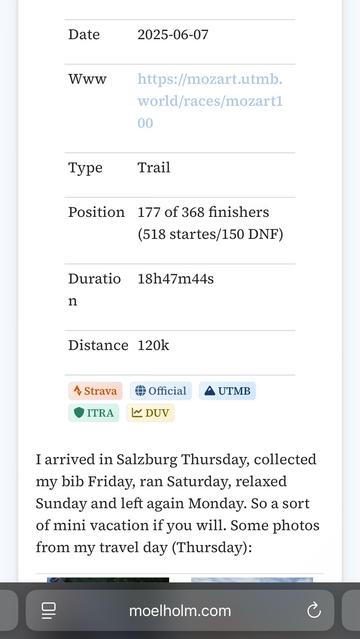 Date 2025-06-07
Www https://mozart.utmb.
world/races/mozart1
00
Type Trail
Position 177 of 368 finishers
(518 startes/150 DNF)
Duratio 18h47m44s
n
Distance 120k
Strava Official UTMB
ITRA DUV
I arrived in Salzburg Thursday, collected
my bib Friday, ran Saturday, relaxed
Sunday and left again Monday. So a sort
of mini vacation if you will. Some photos
from my travel day (Thursday):
moelholm.com